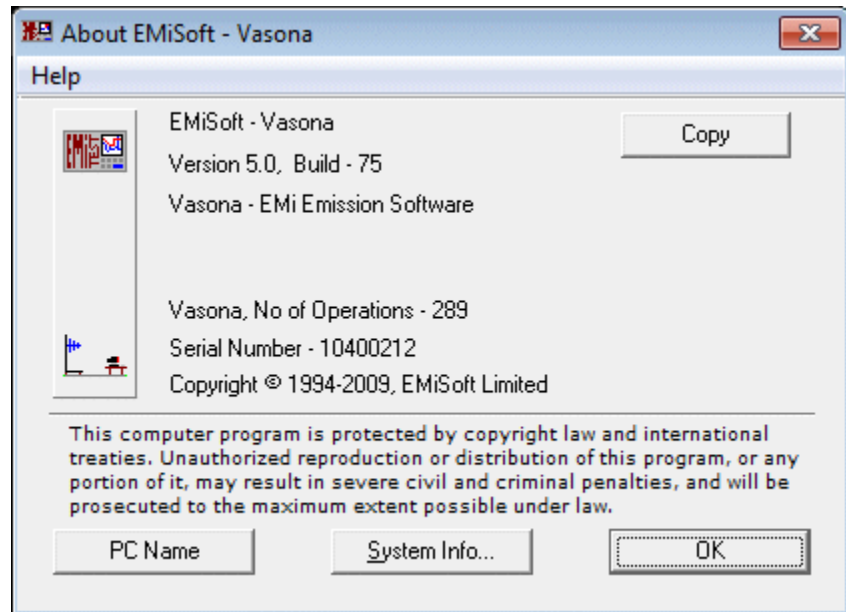 About EMiSoft - Vasona
Help
EMiSoft - Vasona
Copy
Version 5.0,  Build - 75
Vasona - EMi Emission Software
Vasona, No of Operations - 289
Serial Number - 10400212
Copyright © 1994-2009, EMiSoft Limited
This computer program is protected by copyright law and international
treaties. Unauthorized reproduction or distribution of this program, or any
portion of it, may result in severe civil and criminal penalties, and will be
prosecuted to the maximum extent possible under law.
PC Name
System Info...
OK